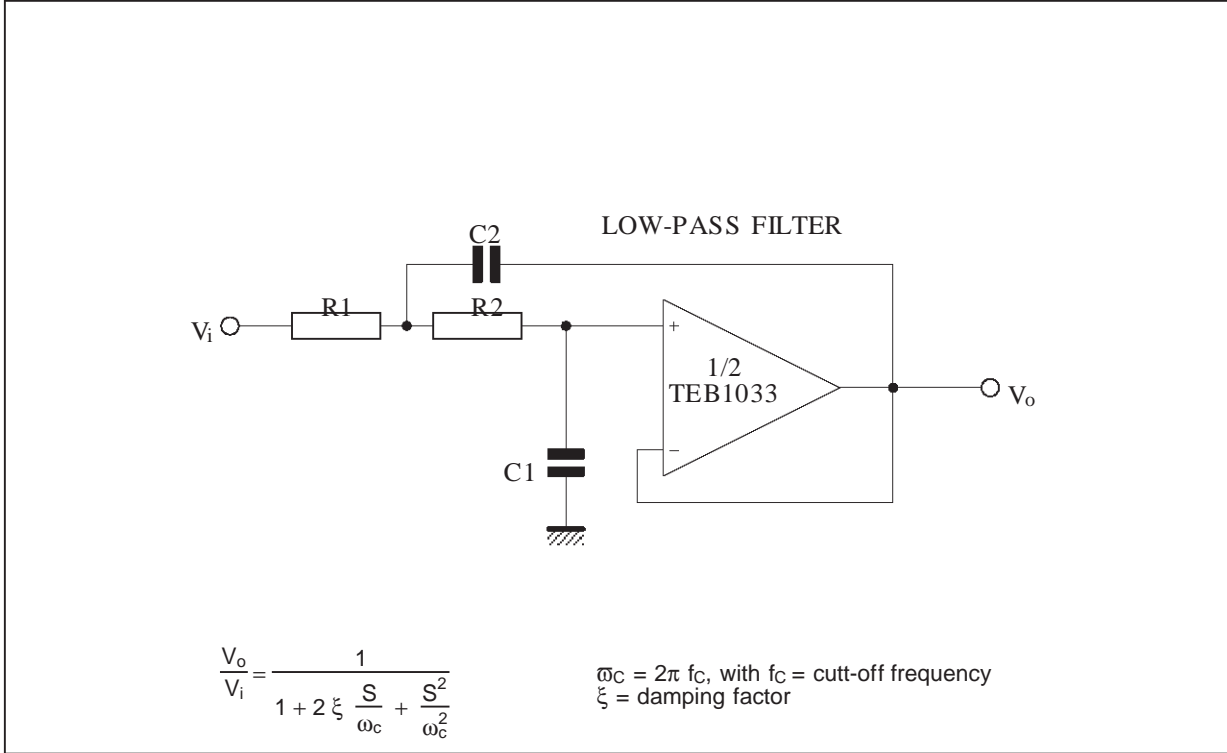 LOW-PASS FILTER
C2
R1
R2
Vi
+
1/2
TEB1033
−
Vo
C1
Vo
Vi
=
1
1 + 2 ξ S/ωc + S²/ωc²
ϖC = 2π fC, with fC = cutt-off frequency
ξ = damping factor